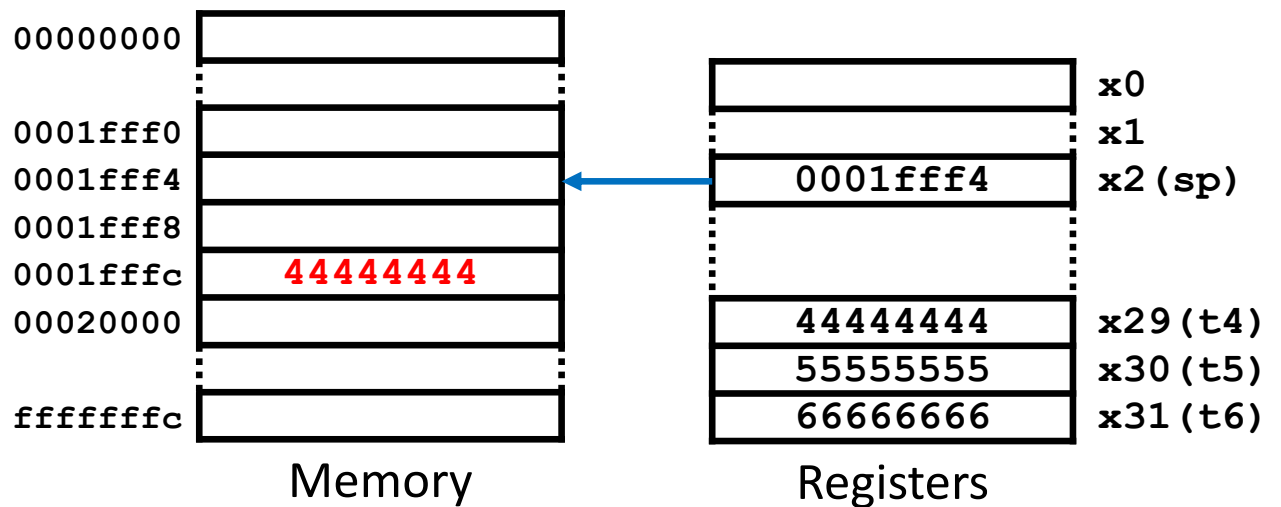 00000000
x0
0001fff0
x1
0001fff4
0001fff4
x2(sp)
0001fff8
0001fffc
44444444
00020000
44444444
x29(t4)
55555555
x30(t5)
fffffffc
66666666
x31(t6)
Memory
Registers